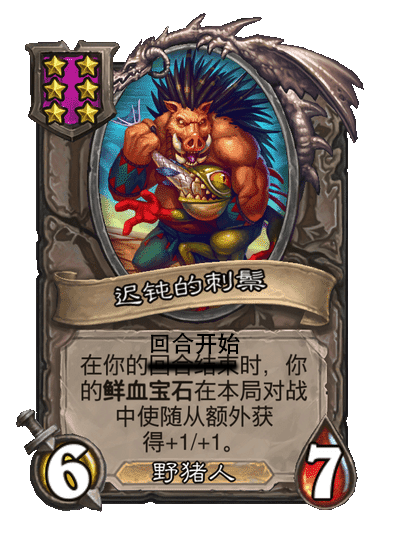 迟钝的刺鬃
回合开始
在你的回合结束时，你
的鲜血宝石在本局对战
中使随从额外获
得+1/+1。
6
野猪人
7